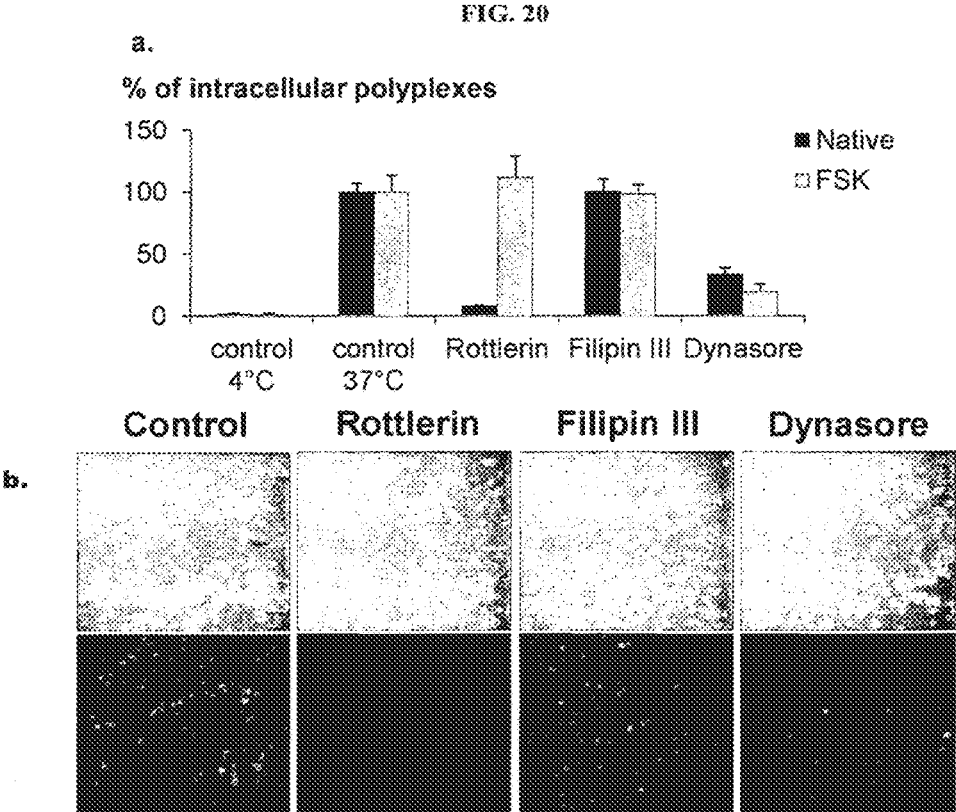 FIG. 20
a.
% of intracellular polyplexes
150
100
50
0
Native
FSK
control 4°C
control 37°C
Rottlerin
Filipin III
Dynasore
Control
Rottlerin
Filipin III
Dynasore
b.